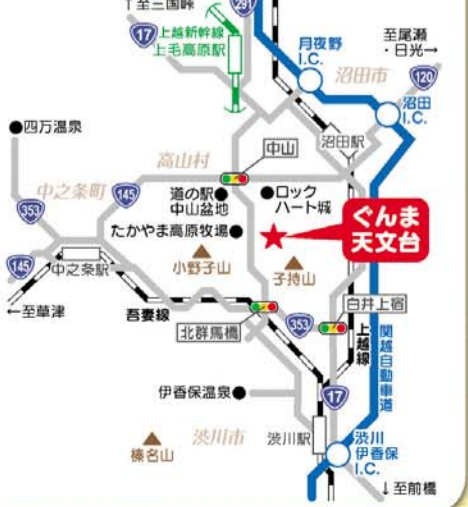 ↑至三国峠
291
17
上越新幹線
上毛高原駅
月夜野
I.C.
至尾瀬
・日光→
沼田市
120
沼田
I.C.
四万温泉
中山
沼田駅
高山村
中之条町
145
道の駅
中山盆地
ロック
ハート城
353
たかやま高原牧場
ぐんま
天文台
小野子山
子持山
145
中之条駅
←至草津
吾妻線
白井上宿
353
北群馬橋
上越線
関越自動車道
伊香保温泉
17
渋川市
渋川駅
榛名山
渋川
伊香保
I.C.
↓至前橋